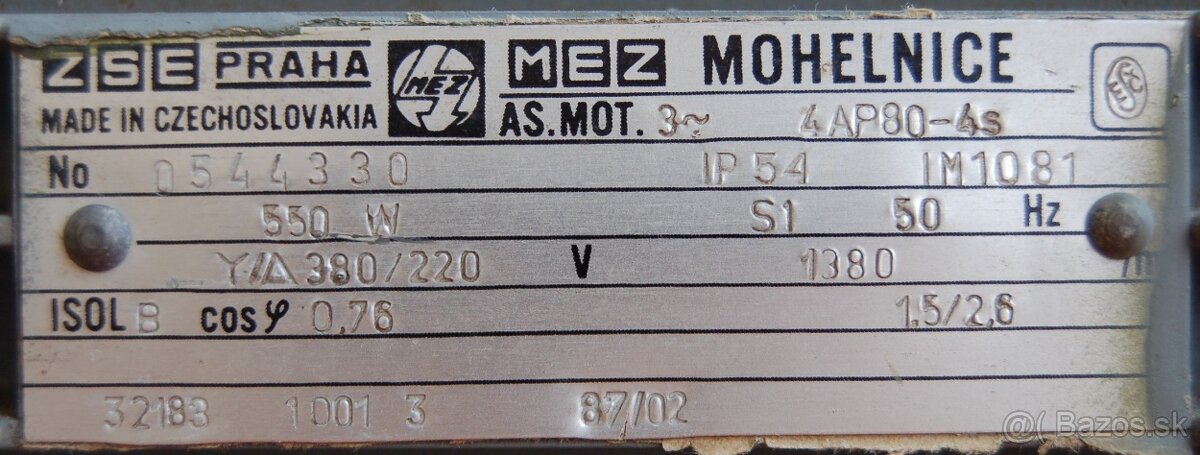 ZSE PRAHA MEZ MEZ MOHELNICE
MADE IN CZECHOSLOVAKIA AS.MOT. 3~ 4AP80-4s
No 0544330 IP54 IM1081
550 W S1 50 Hz
Y/Δ 380/220 V 1380
ISOL B cos φ 0,76 1,5/2,6
32183 1001 3 87/02
@( Bazos.sk